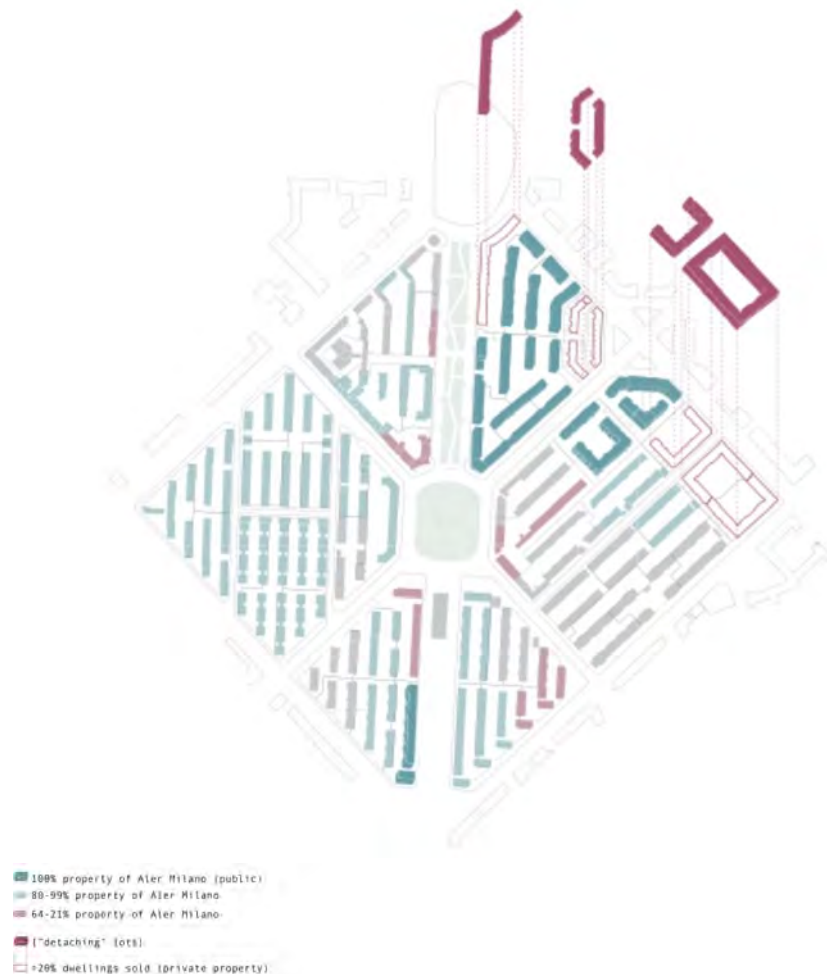 100% property of Aler Milano (public)
80-99% property of Aler Milano
64-21% property of Aler Milano
("detaching" lots)
>20% dwellings sold (private property)